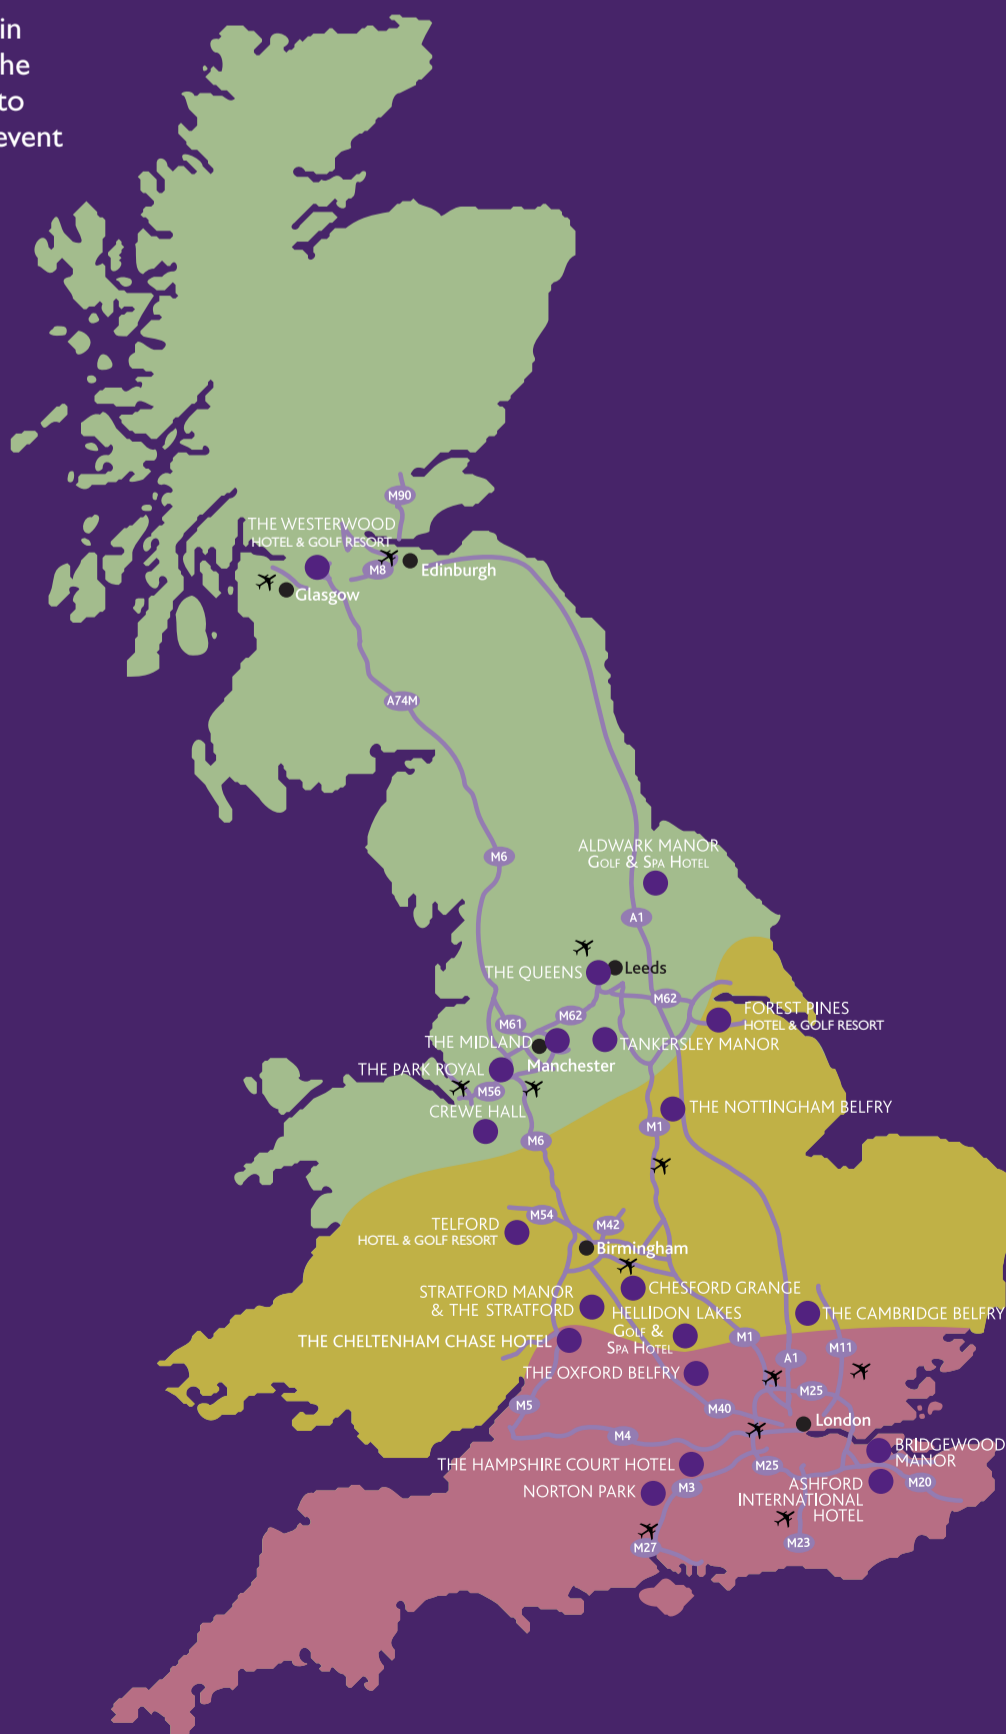 in
he
to
event
M90
THE WESTERWOOD
HOTEL & GOLF RESORT
M8
Edinburgh
Glasgow
A74M
M6
ALDWARK MANOR
GOLF & SPA HOTEL
A1
THE QUEENS
Leeds
M62
M62
M61
FOREST PINES
HOTEL & GOLF RESORT
THE MIDLAND
TANKERSLEY MANOR
Manchester
THE PARK ROYAL
M56
CREWE HALL
THE NOTTINGHAM BELFRY
M1
M6
M54
M42
TELFORD
HOTEL & GOLF RESORT
Birmingham
CHESFORD GRANGE
STRATFORD MANOR
& THE STRATFORD
HELLIDON LAKES
GOLF &
SPA HOTEL
THE CAMBRIDGE BELFRY
THE CHELTENHAM CHASE HOTEL
M1
M11
A1
THE OXFORD BELFRY
M25
M5
M40
London
M4
BRIDGEWOOD
MANOR
THE HAMPSHIRE COURT HOTEL
M25
NORTON PARK
M3
ASHFORD
INTERNATIONAL
HOTEL
M20
M23
M27